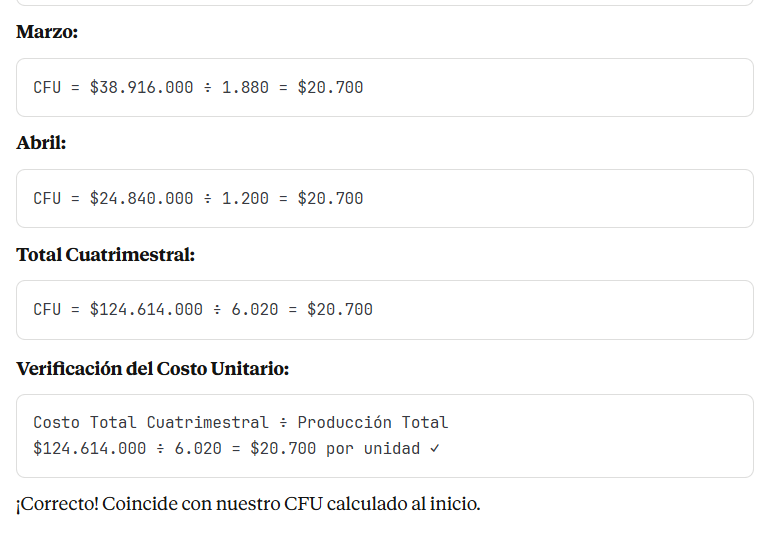 Marzo:
CFU = $38.916.000 ÷ 1.880 = $20.700
Abril:
CFU = $24.840.000 ÷ 1.200 = $20.700
Total Cuatrimestral:
CFU = $124.614.000 ÷ 6.020 = $20.700
Verificación del Costo Unitario:
Costo Total Cuatrimestral ÷ Producción Total
$124.614.000 ÷ 6.020 = $20.700 por unidad ✓
¡Correcto! Coincide con nuestro CFU calculado al inicio.